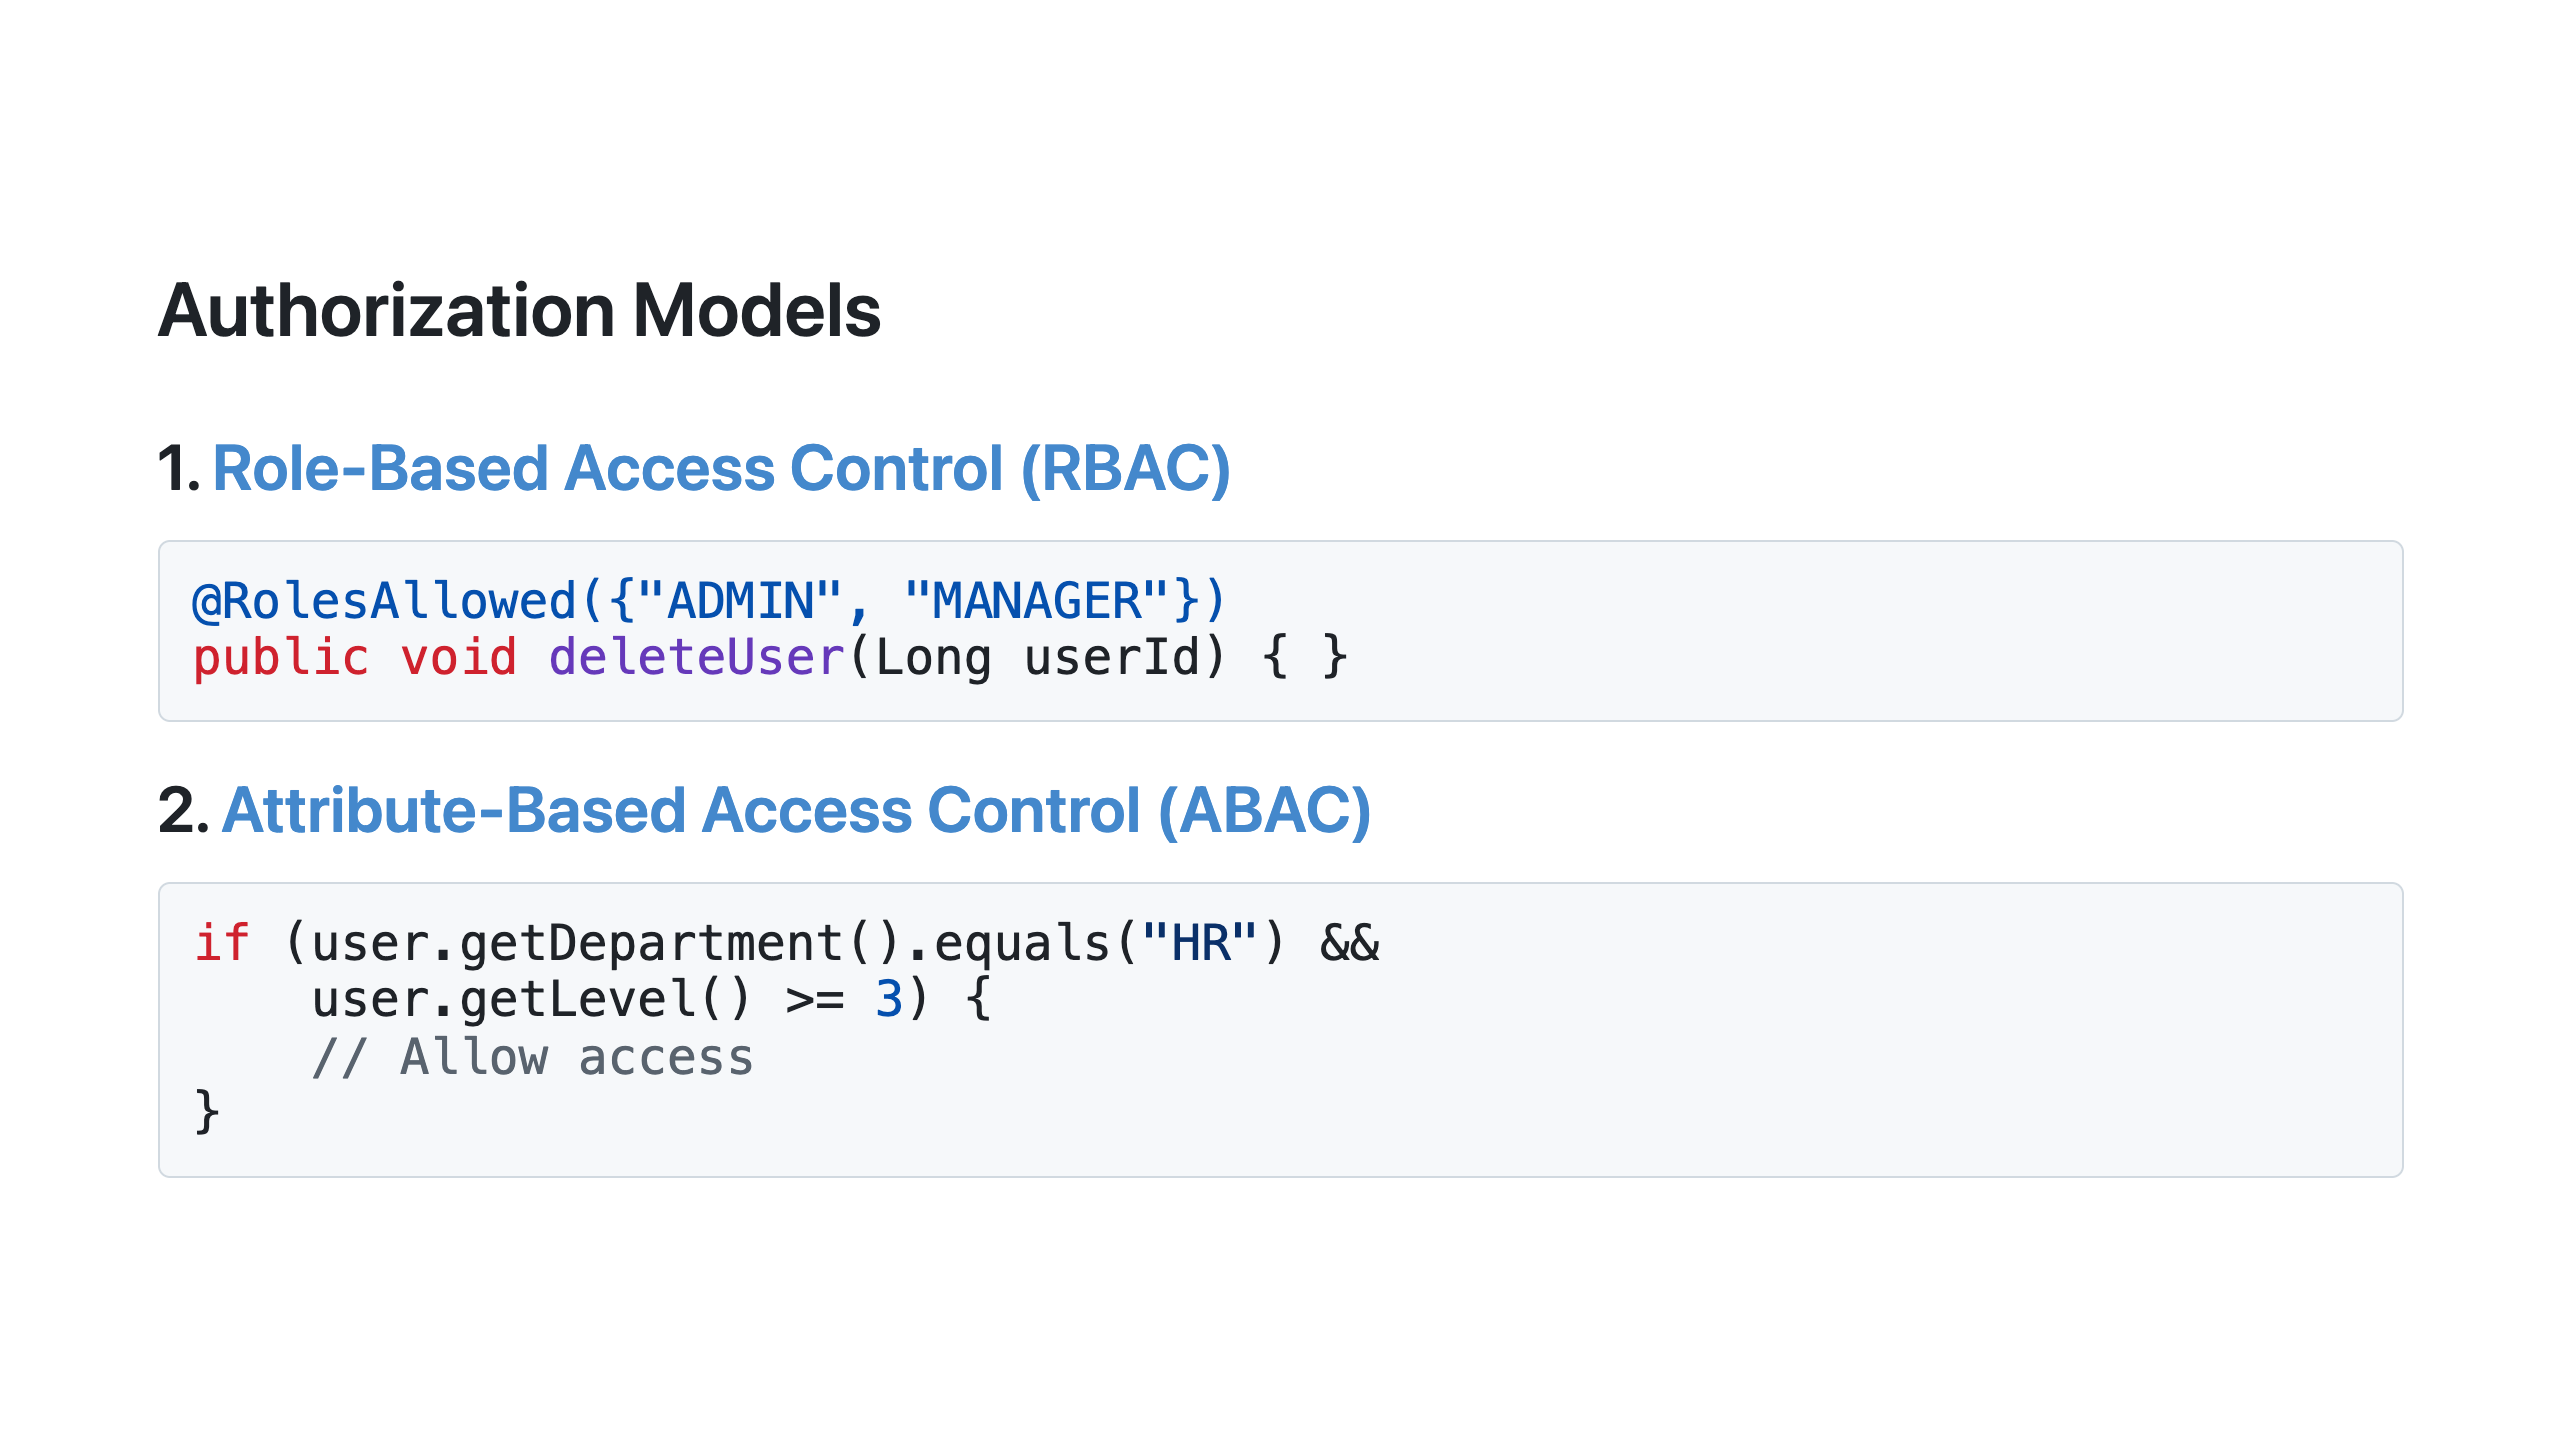 Authorization Models
1. Role-Based Access Control (RBAC)
@RolesAllowed({"ADMIN", "MANAGER"})
public void deleteUser(Long userId) { }
2. Attribute-Based Access Control (ABAC)
if (user.getDepartment().equals("HR") &&
    user.getLevel() >= 3) {
    // Allow access
}